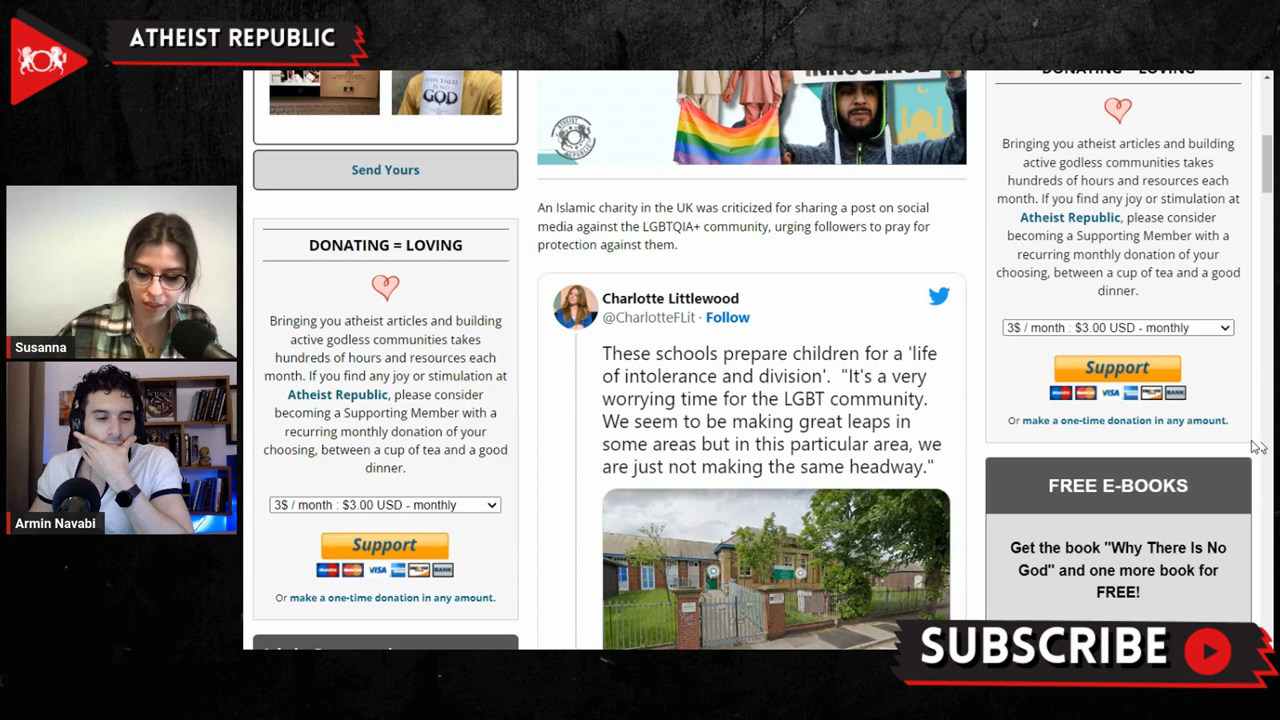 ATHEIST REPUBLIC
Susanna
Armin Navabi
GOD
Send Yours
DONATING = LOVING
Bringing you atheist articles and building
active godless communities takes
hundreds of hours and resources each
month. If you find any joy or stimulation at
Atheist Republic, please consider
becoming a Supporting Member with a
recurring monthly donation of your
choosing, between a cup of tea and a good
dinner.
3$ / month : $3.00 USD - monthly
Support
VISA
BANK
Or make a one-time donation in any amount.
An Islamic charity in the UK was criticized for sharing a post on social
media against the LGBTQIA+ community, urging followers to pray for
protection against them.
Charlotte Littlewood
@CharlotteFLit · Follow
These schools prepare children for a 'life
of intolerance and division'. "It's a very
worrying time for the LGBT community.
We seem to be making great leaps in
some areas but in this particular area, we
are just not making the same headway."
DONATING = LOVING
Bringing you atheist articles and building
active godless communities takes
hundreds of hours and resources each
month. If you find any joy or stimulation at
Atheist Republic, please consider
becoming a Supporting Member with a
recurring monthly donation of your
choosing, between a cup of tea and a good
dinner.
3$ / month : $3.00 USD - monthly
Support
VISA
BANK
Or make a one-time donation in any amount.
FREE E-BOOKS
Get the book "Why There Is No
God" and one more book for
FREE!
SUBSCRIBE